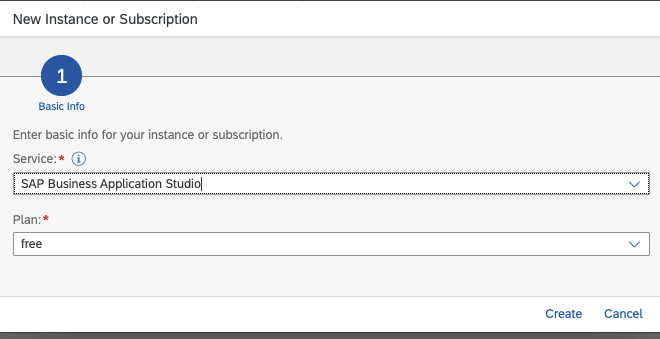 New Instance or Subscription
1
Basic Info
Enter basic info for your instance or subscription.
Service:*
SAP Business Application Studio
Plan:*
free
Create Cancel